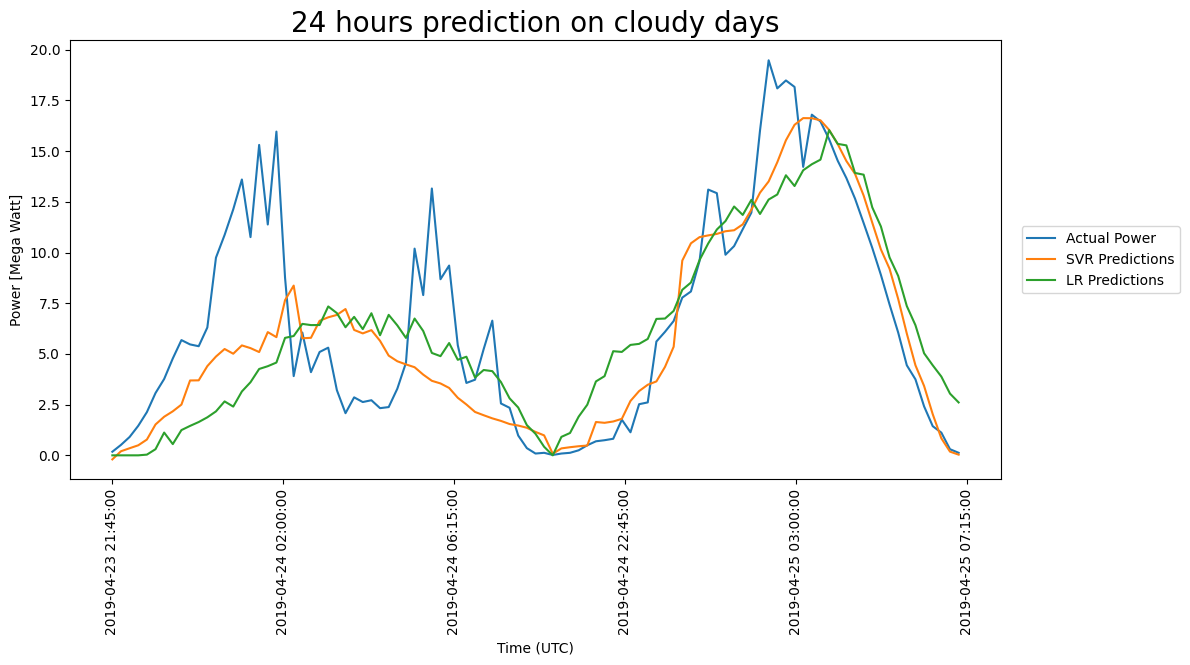 24 hours prediction on cloudy days
Power [Mega Watt]
20.0
17.5
15.0
12.5
10.0
7.5
5.0
2.5
0.0
Actual Power
SVR Predictions
LR Predictions
2019-04-23 21:45:00
2019-04-24 02:00:00
2019-04-24 06:15:00
2019-04-24 22:45:00
2019-04-25 03:00:00
2019-04-25 07:15:00
Time (UTC)